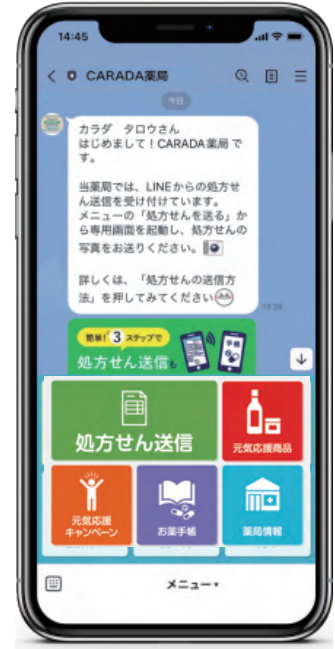 14:45
CARADA薬局
今日
カラダ　タロウさん
はじめまして！CARADA薬局で
す。
当薬局では、LINEからの処方せ
ん送信を受け付けています。
メニューの「処方せんを送る」か
ら専用画面を起動し、処方せんの
写真をお送りください。
詳しくは、「処方せんの送信方
法」を押してみてください
13:24
簡単！3ステップで
処方せん送信も
手帳
処方せん送信
元気応援商品
元気応援
キャンペーン
お薬手帳
薬局情報
メニュー▾